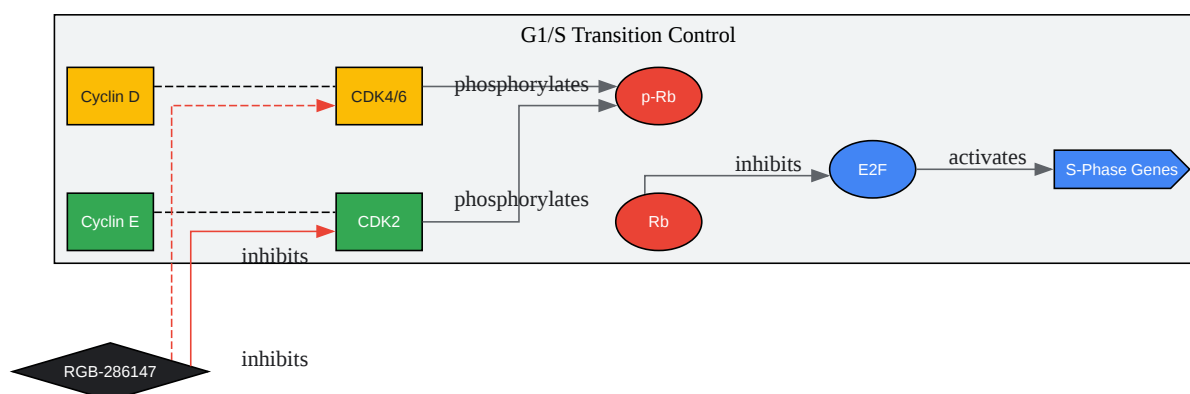 G1/S Transition Control
Cyclin D
CDK4/6
phosphorylates
p-Rb
inhibits
E2F
activates
S-Phase Genes
Cyclin E
CDK2
phosphorylates
Rb
inhibits
RGB-286147
inhibits